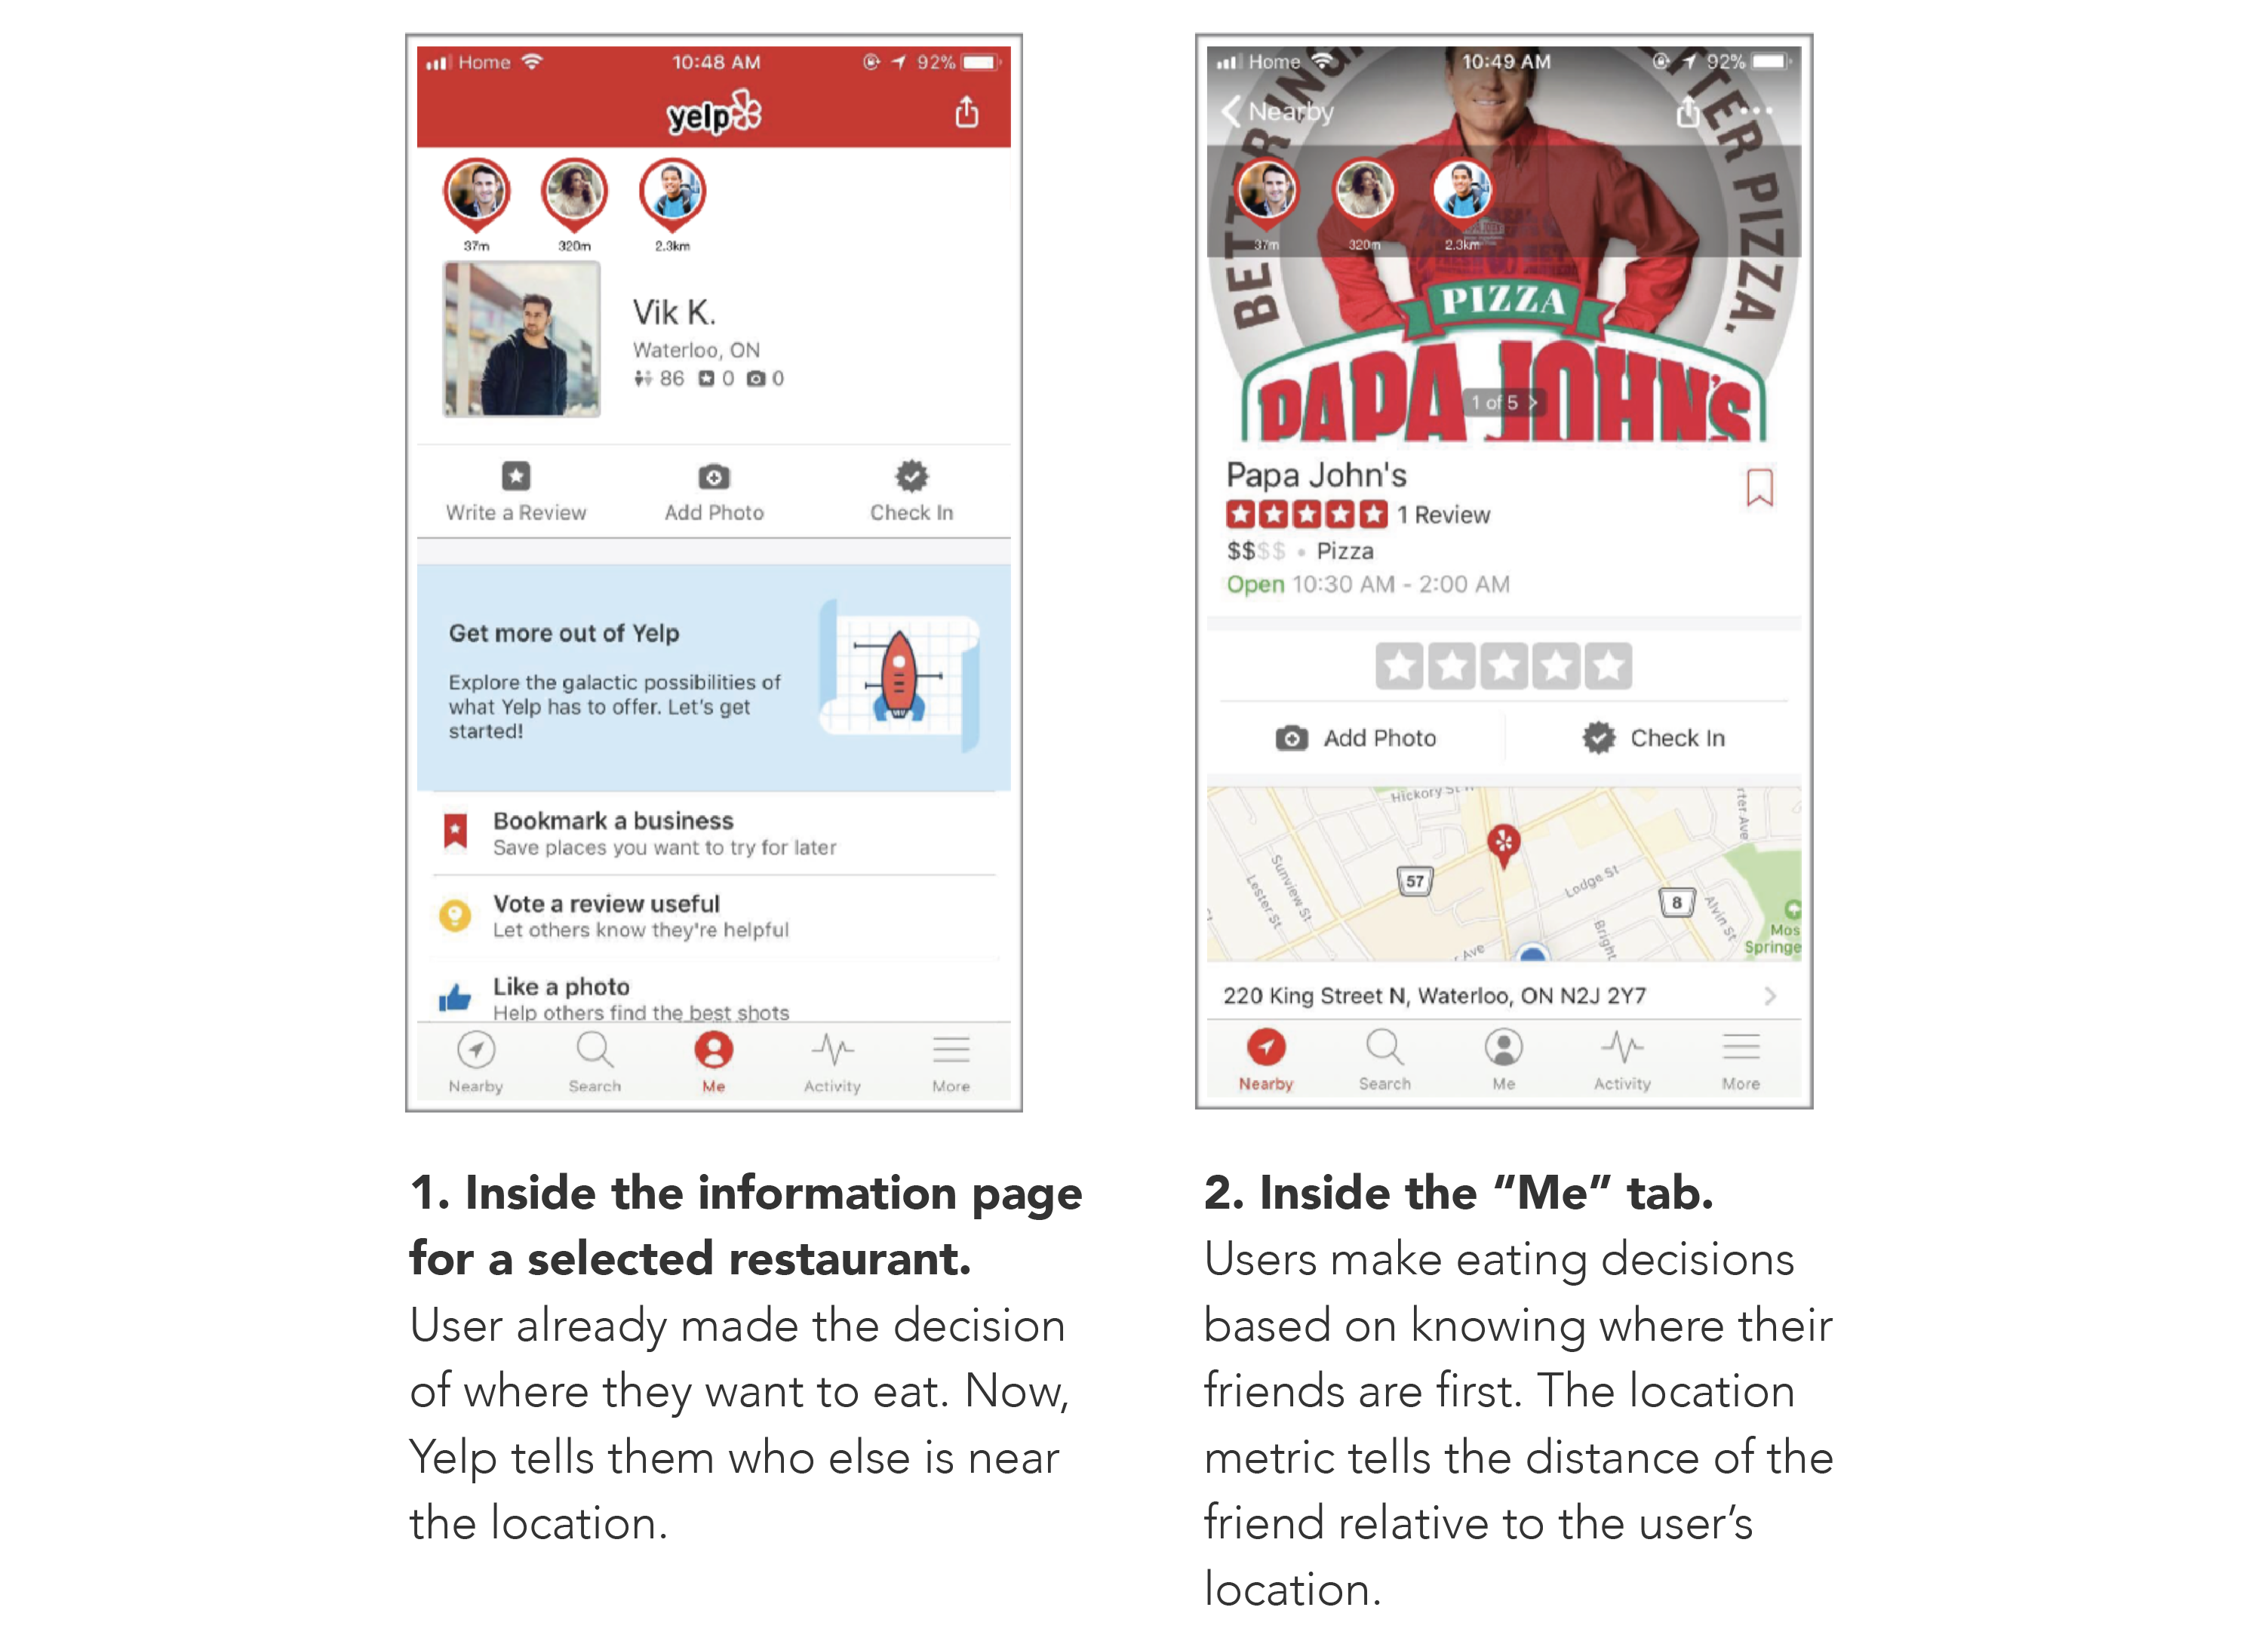 Home 10:48 AM 92%
yelp
37m 320m 2.3km
Vik K.
Waterloo, ON
86 0 0
Write a Review Add Photo Check In
Get more out of Yelp
Explore the galactic possibilities of
what Yelp has to offer. Let's get
started!
Bookmark a business
Save places you want to try for later
Vote a review useful
Let others know they're helpful
Like a photo
Help others find the best shots
Nearby Search Me Activity More
1. Inside the information page
for a selected restaurant.
User already made the decision
of where they want to eat. Now,
Yelp tells them who else is near
the location.
Home 10:49 AM 92%
Nearby
BETTER ING
TER PIZZA.
37m 320m 2.3km
PIZZA
PAPA JOHN'S
1 of 5 >
Papa John's
1 Review
$$$$ • Pizza
Open 10:30 AM - 2:00 AM
Add Photo Check In
Hickory St
rter Ave
Sunview St
Lester St
57
Lodge St
8
Alvin St
Bright
Ave
Mos
Springe
220 King Street N, Waterloo, ON N2J 2Y7
Nearby Search Me Activity More
2. Inside the “Me” tab.
Users make eating decisions
based on knowing where their
friends are first. The location
metric tells the distance of the
friend relative to the user’s
location.